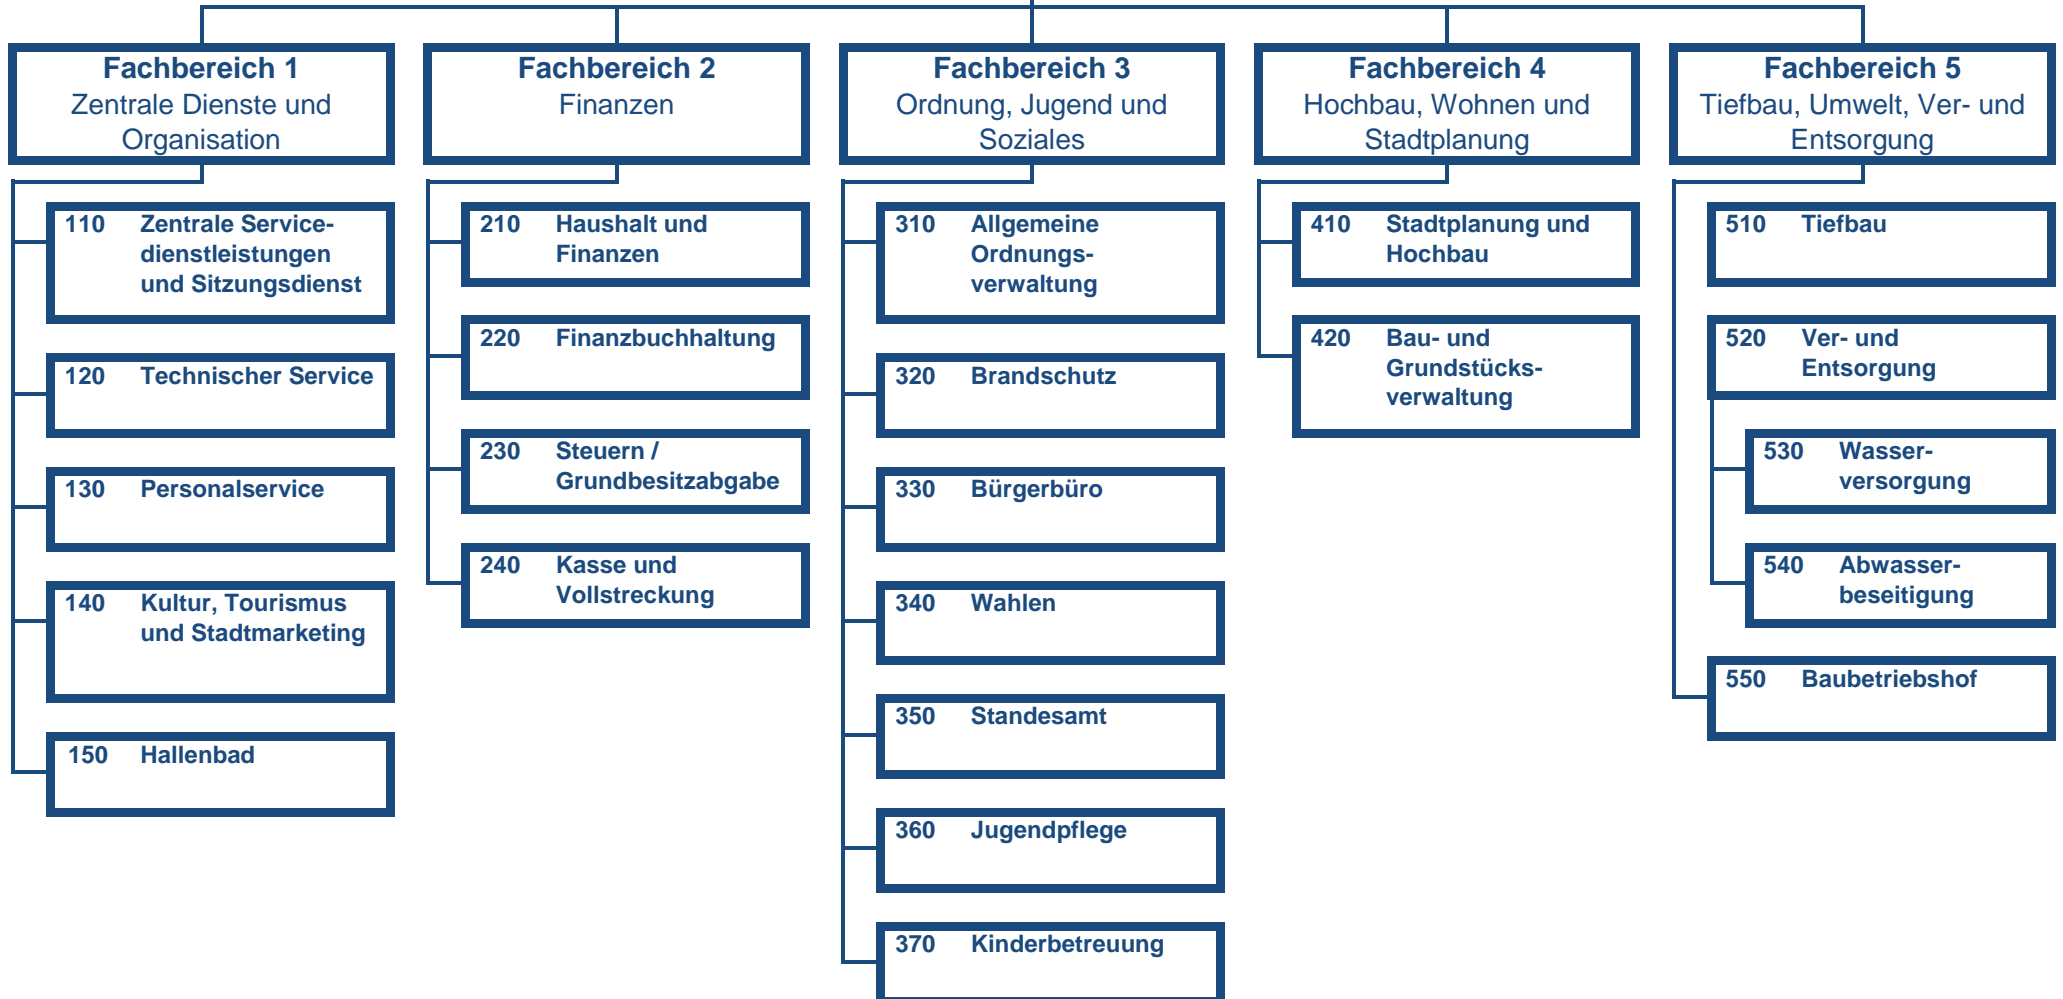 Fachbereich 1
Zentrale Dienste und
Organisation
110 Zentrale Service-
dienstleistungen
und Sitzungsdienst
120 Technischer Service
130 Personalservice
140 Kultur, Tourismus
und Stadtmarketing
150 Hallenbad
Fachbereich 2
Finanzen
210 Haushalt und
Finanzen
220 Finanzbuchhaltung
230 Steuern /
Grundbesitzabgabe
240 Kasse und
Vollstreckung
Fachbereich 3
Ordnung, Jugend und
Soziales
310 Allgemeine
Ordnungs-
verwaltung
320 Brandschutz
330 Bürgerbüro
340 Wahlen
350 Standesamt
360 Jugendpflege
370 Kinderbetreuung
Fachbereich 4
Hochbau, Wohnen und
Stadtplanung
410 Stadtplanung und
Hochbau
420 Bau- und
Grundstücks-
verwaltung
Fachbereich 5
Tiefbau, Umwelt, Ver- und
Entsorgung
510 Tiefbau
520 Ver- und
Entsorgung
530 Wasser-
versorgung
540 Abwasser-
beseitigung
550 Baubetriebshof